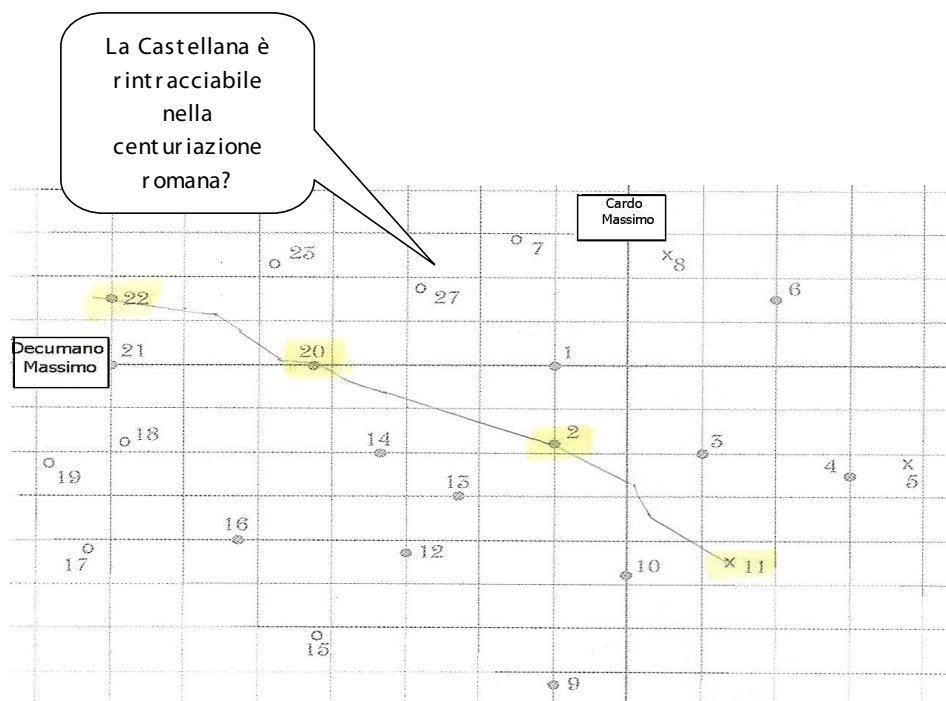 La Castellana è
rintracciabile
nella
centuriazione
romana?
Cardo
Massimo
7
8
23
27
6
22
Decumano
Massimo
21
20
1
2
18
14
3
19
4
5
13
16
17
12
10
11
15
9